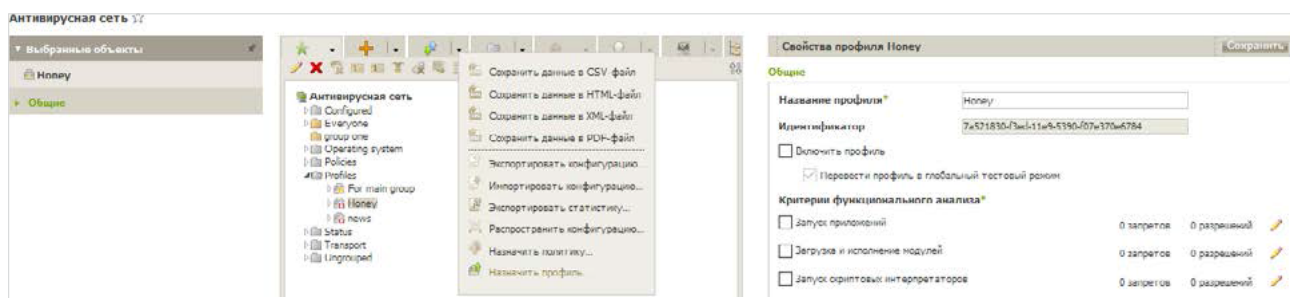 Антивирусная сеть
Выбранные объекты
Honey
Общие
Сохранить данные в CSV-файл
Сохранить данные в HTML-файл
Сохранить данные в XML-файл
Сохранить данные в PDF-файл
Экспортировать конфигурацию...
Импортировать конфигурацию...
Экспортировать статистику...
Распространить конфигурацию...
Назначить политику...
Назначить профиль...
Антивирусная сеть
Configured
Everyone
group one
Operating system
Policies
Profiles
For main group
Honey
news
Status
Transport
Ungrouped
Свойства профиля Honey
Сохранить
Общие
Название профиля* Honey
Идентификатор
Включить профиль
Перевести профиль в глобальный тестовый режим
Критерии функционального анализа*
Запуск приложений 0 запретов 0 разрешений
Загрузка и исполнение модулей 0 запретов 0 разрешений
Запуск скриптовых интерпретаторов 0 запретов 0 разрешений